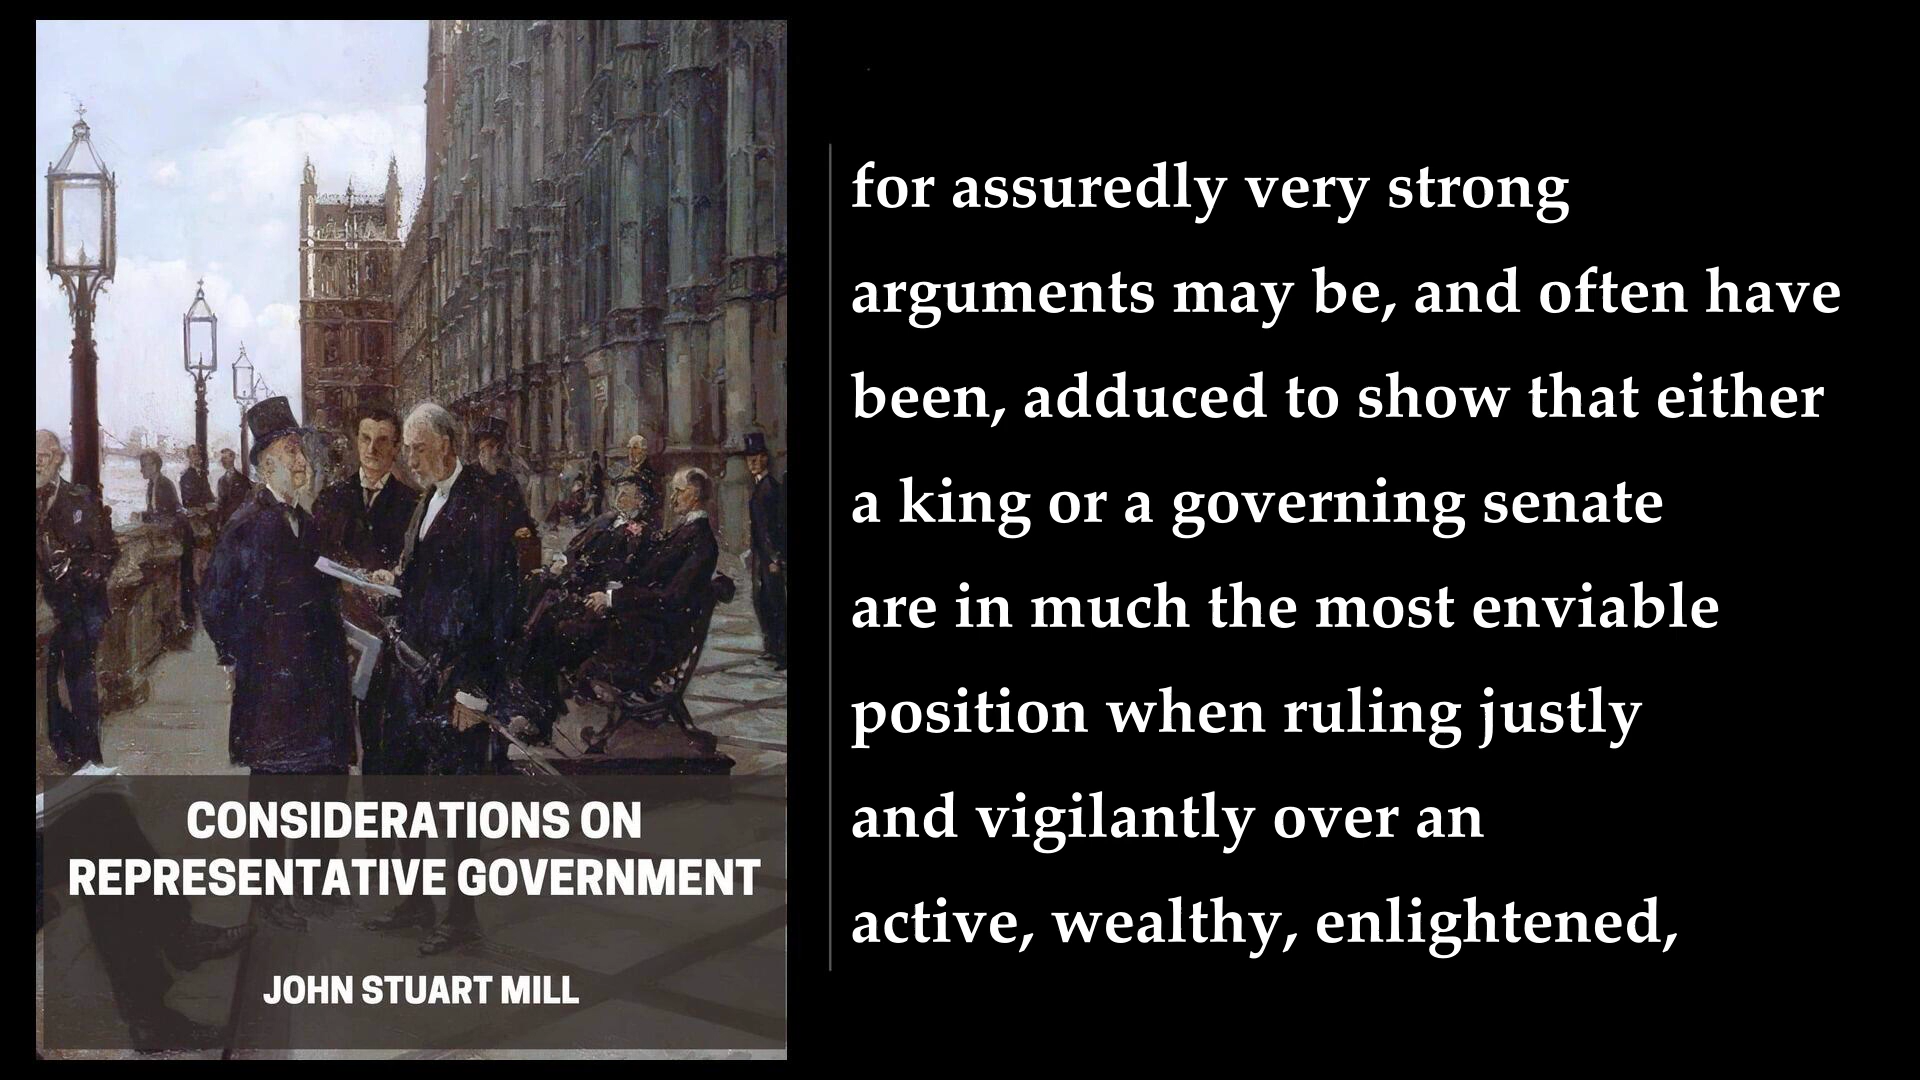 CONSIDERATIONS ON
REPRESENTATIVE GOVERNMENT
JOHN STUART MILL
for assuredly very strong
arguments may be, and often have
been, adduced to show that either
a king or a governing senate
are in much the most enviable
position when ruling justly
and vigilantly over an
active, wealthy, enlightened,